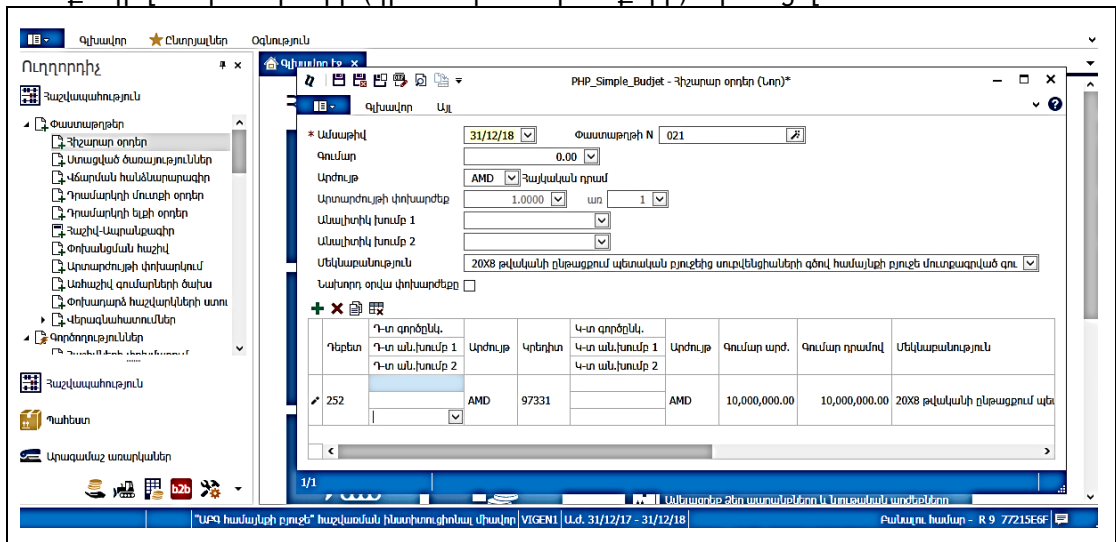 Գլխավոր Ընտրյալներ Օգնություն
Ուղղորդիչ
Հաշվապահություն
Փաստաթղթեր
Հիշարար օրդեր
Ստացված ծառայություններ
Վճարման հանձնարարագիր
Դրամարկղի մուտքի օրդեր
Դրամարկղի ելքի օրդեր
Հաշիվ-Ապրանքագիր
Փոխանցման հաշիվ
Արտարժույթի փոխարկում
Առհաշիվ գումարների ծախս
Փոխադարձ հաշվարկների ստու
Վերագնահատումներ
Գործողություններ
Հաշվապահություն
Պահեստ
Արագամաշ առարկաներ
b2b
PHP_Simple_Budjet - Հիշարար օրդեր (Նոր)*
Գլխավոր Այլ
* Ամսաթիվ 31/12/18 Փաստաթղթի N 021
Գումար 0.00
Արժույթ AMD Հայկական դրամ
Արտարժույթի փոխարժեք 1.0000 առ 1
Անալիտիկ խումբ 1
Անալիտիկ խումբ 2
Մեկնաբանություն 20X8 թվականի ընթացքում պետական բյուջեից սուբվենցիաների գծով համայնքի բյուջե մուտքագրված գու
Նախորդ օրվա փոխարժեքը
Դեբետ Դ-տ գործընկ. Դ-տ ան.խումբ 1 Դ-տ ան.խումբ 2 Արժույթ Կրեդիտ Կ-տ գործընկ. Կ-տ ան.խումբ 1 Կ-տ ան.խումբ 2 Արժույթ Գումար արժ. Գումար դրամով Մեկնաբանություն
252 AMD 97331 AMD 10,000,000.00 10,000,000.00 20X8 թվականի ընթացքում պետ
1/1
"ԱԲԳ համայնքի բյուջե" հաշվառման ինստիտուցիոնալ միավոր VIGEN1 Ա.ժ. 31/12/17 - 31/12/18 Բանալու համար - R 9 77215E6F